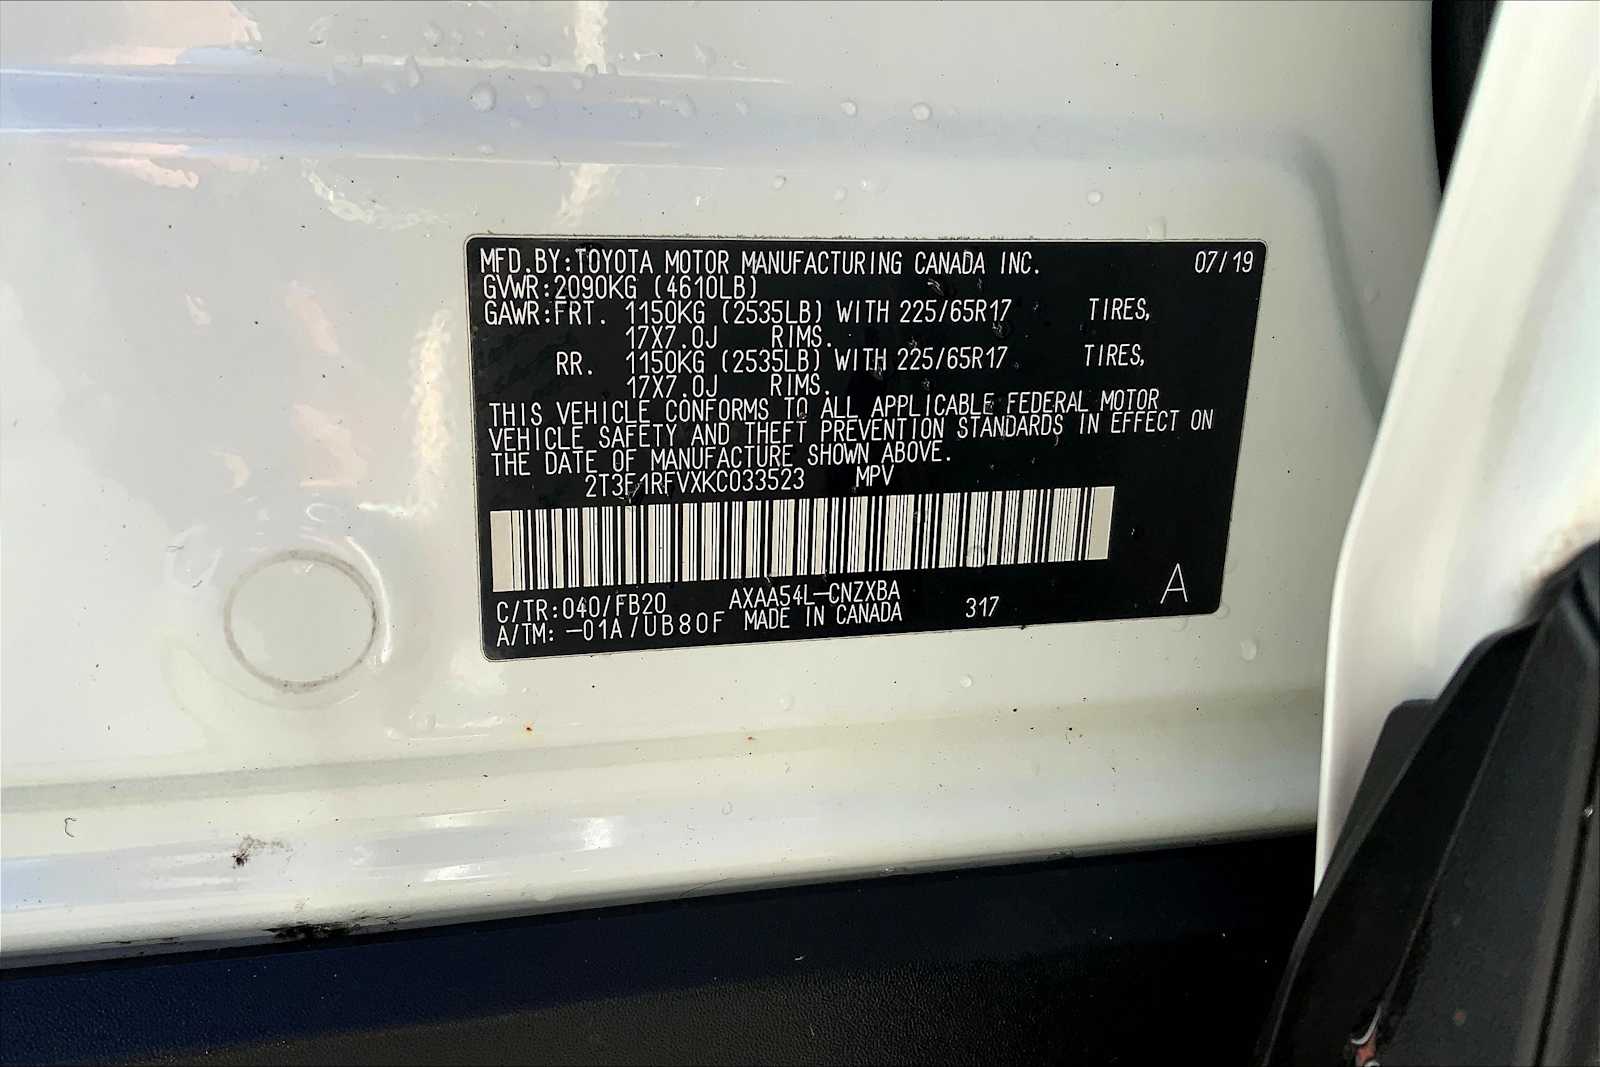 MFD.BY:TOYOTA MOTOR MANUFACTURING CANADA INC. 07/19
GVWR:2090KG (4610LB)
GAWR:FRT. 1150KG (2535LB) WITH 225/65R17 TIRES,
17X7.0J RIMS.
RR. 1150KG (2535LB) WITH 225/65R17 TIRES,
17X7.0J RIMS.
THIS VEHICLE CONFORMS TO ALL APPLICABLE FEDERAL MOTOR
VEHICLE SAFETY AND THEFT PREVENTION STANDARDS IN EFFECT ON
THE DATE OF MANUFACTURE SHOWN ABOVE.
2T3F1RFVXKC033523 MPV
C/TR:040/FB20 AXAA54L-CNZXBA 317 A
A/TM: -01A/UB80F MADE IN CANADA